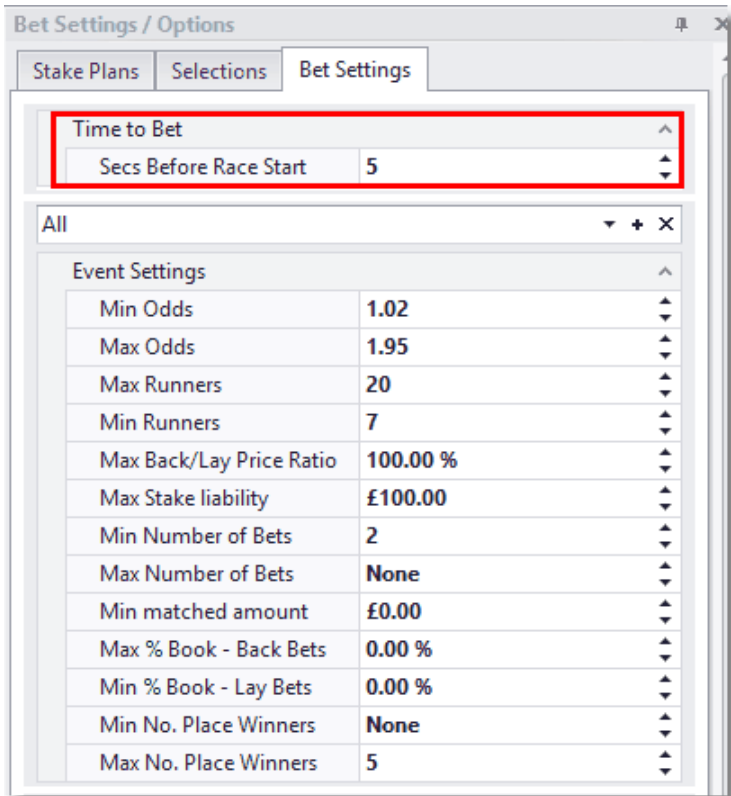 Bet Settings / Options
Stake Plans Selections Bet Settings
Time to Bet
Secs Before Race Start 5
All
Event Settings
Min Odds 1.02
Max Odds 1.95
Max Runners 20
Min Runners 7
Max Back/Lay Price Ratio 100.00 %
Max Stake liability £100.00
Min Number of Bets 2
Max Number of Bets None
Min matched amount £0.00
Max % Book - Back Bets 0.00 %
Min % Book - Lay Bets 0.00 %
Min No. Place Winners None
Max No. Place Winners 5